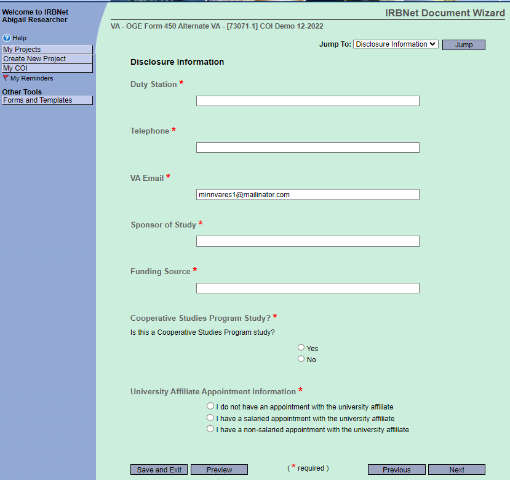 Welcome to IRBNet
Abigail Researcher
Help
My Projects
Create New Project
My COI
My Reminders
Other Tools
Forms and Templates
IRBNet Document Wizard
VA - OGE Form 450 Alternate VA - [73071-1] COI Demo 12-2022
Jump To: Disclosure Information Jump
Disclosure Information
Duty Station *
Telephone *
VA Email *
minnvares1@mailinator.com
Sponsor of Study *
Funding Source *
Cooperative Studies Program Study? *
Is this a Cooperative Studies Program study?
Yes
No
University Affiliate Appointment Information *
I do not have an appointment with the university affiliate
I have a salaried appointment with the university affiliate
I have a non-salaried appointment with the university affiliate
Save and Exit Preview ( * required ) Previous Next